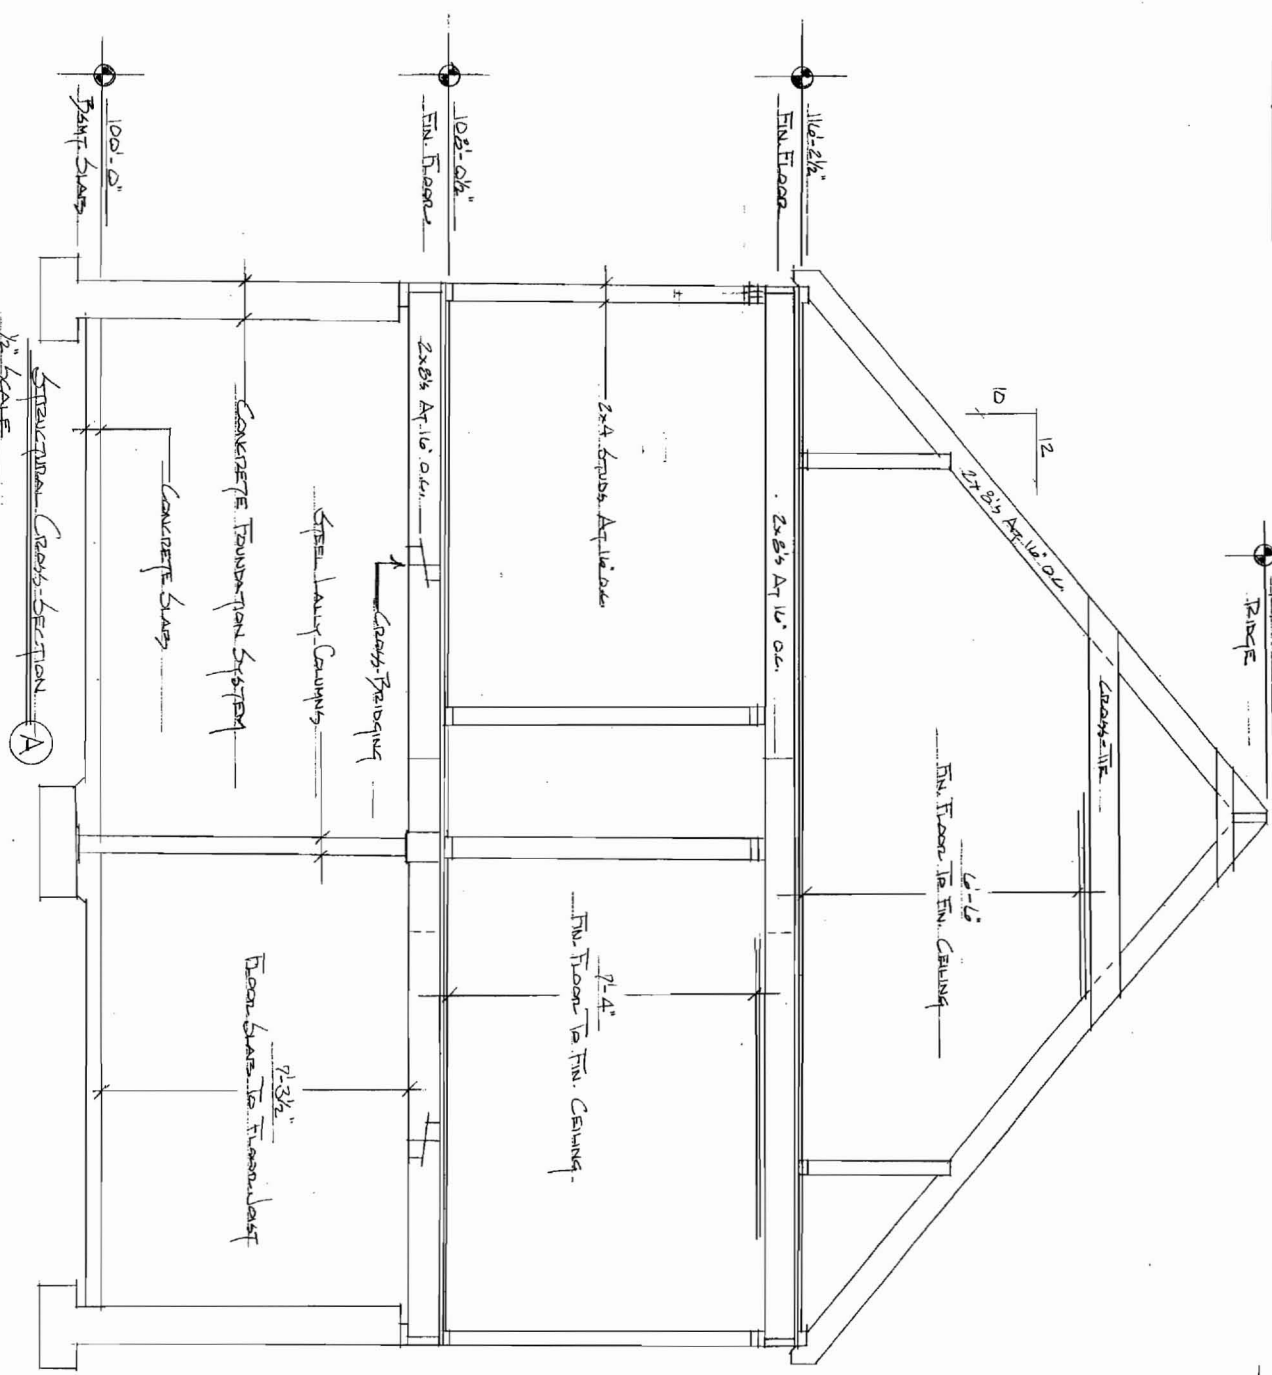 RIDGE
12
10
2x8's AT 16" O.C.
CROSS-TIE
6'-6"
FIN. FLOOR TO FIN. CEILING
116'-2½"
FIN. FLOOR
2x8's AT 16" O.C.
2x4 STUDS AT 16" O.C.
7'-4"
FIN. FLOOR TO FIN. CEILING
108'-0½"
FIN. FLOOR
2x8's AT 16" O.C.
CROSS-BRIDGING
STEEL LALLY COLUMNS
CONCRETE FOUNDATION SYSTEM
7'-3½"
FLOOR SLAB TO FLOOR JOIST
CONCRETE SLAB
100'-0"
BSMT. SLAB
STRUCTURAL CROSS-SECTION
A
½" SCALE